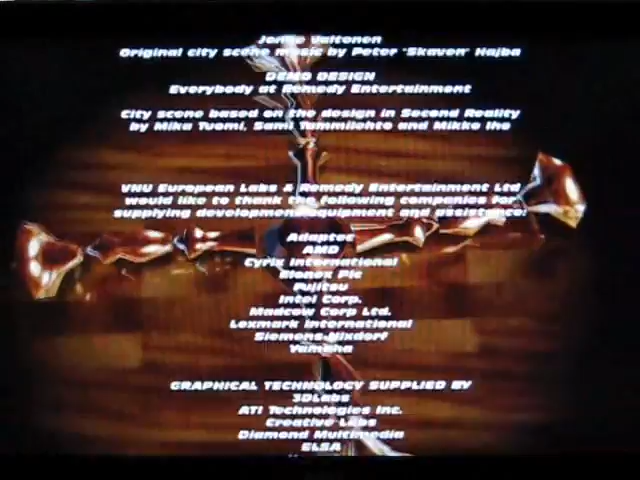 Jonne Valtonen
Original city scene music by Peter "Skaven" Hajba
DEMO DESIGN
Everybody at Remedy Entertainment
City scene based on the design in Second Reality
by Mika Tuomi, Sami Tammilehto and Mikko Iho
VNU European Labs & Remedy Entertainment Ltd
would like to thank the following companies for
supplying development equipment and assistance:
Adaptec
AMD
Cyrix International
Elonex Plc
Fujitsu
Intel Corp.
Madcow Corp Ltd.
Lexmark International
Siemens-Nixdorf
Yamaha
GRAPHICAL TECHNOLOGY SUPPLIED BY
3DLabs
ATI Technologies Inc.
Creative Labs
Diamond Multimedia
ELSA